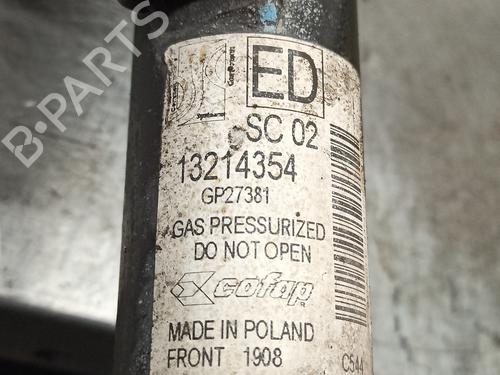 ED
SC 02
13214354
GP27381
GAS PRESSURIZED
DO NOT OPEN
cofap
MADE IN POLAND
FRONT 1908
C544
B-PARTS